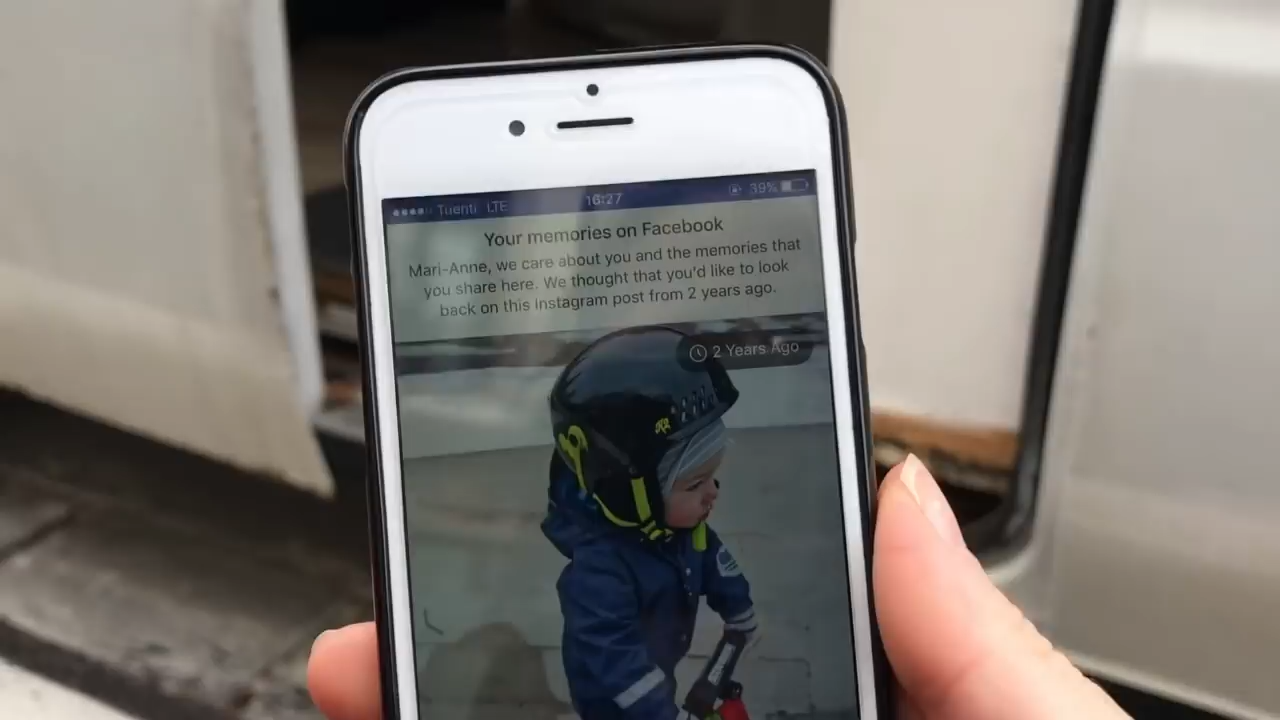 Tuenti LTE 16:27 39%
Your memories on Facebook
Mari-Anne, we care about you and the memories that
you share here. We thought that you'd like to look
back on this Instagram post from 2 years ago.
2 Years Ago
K2